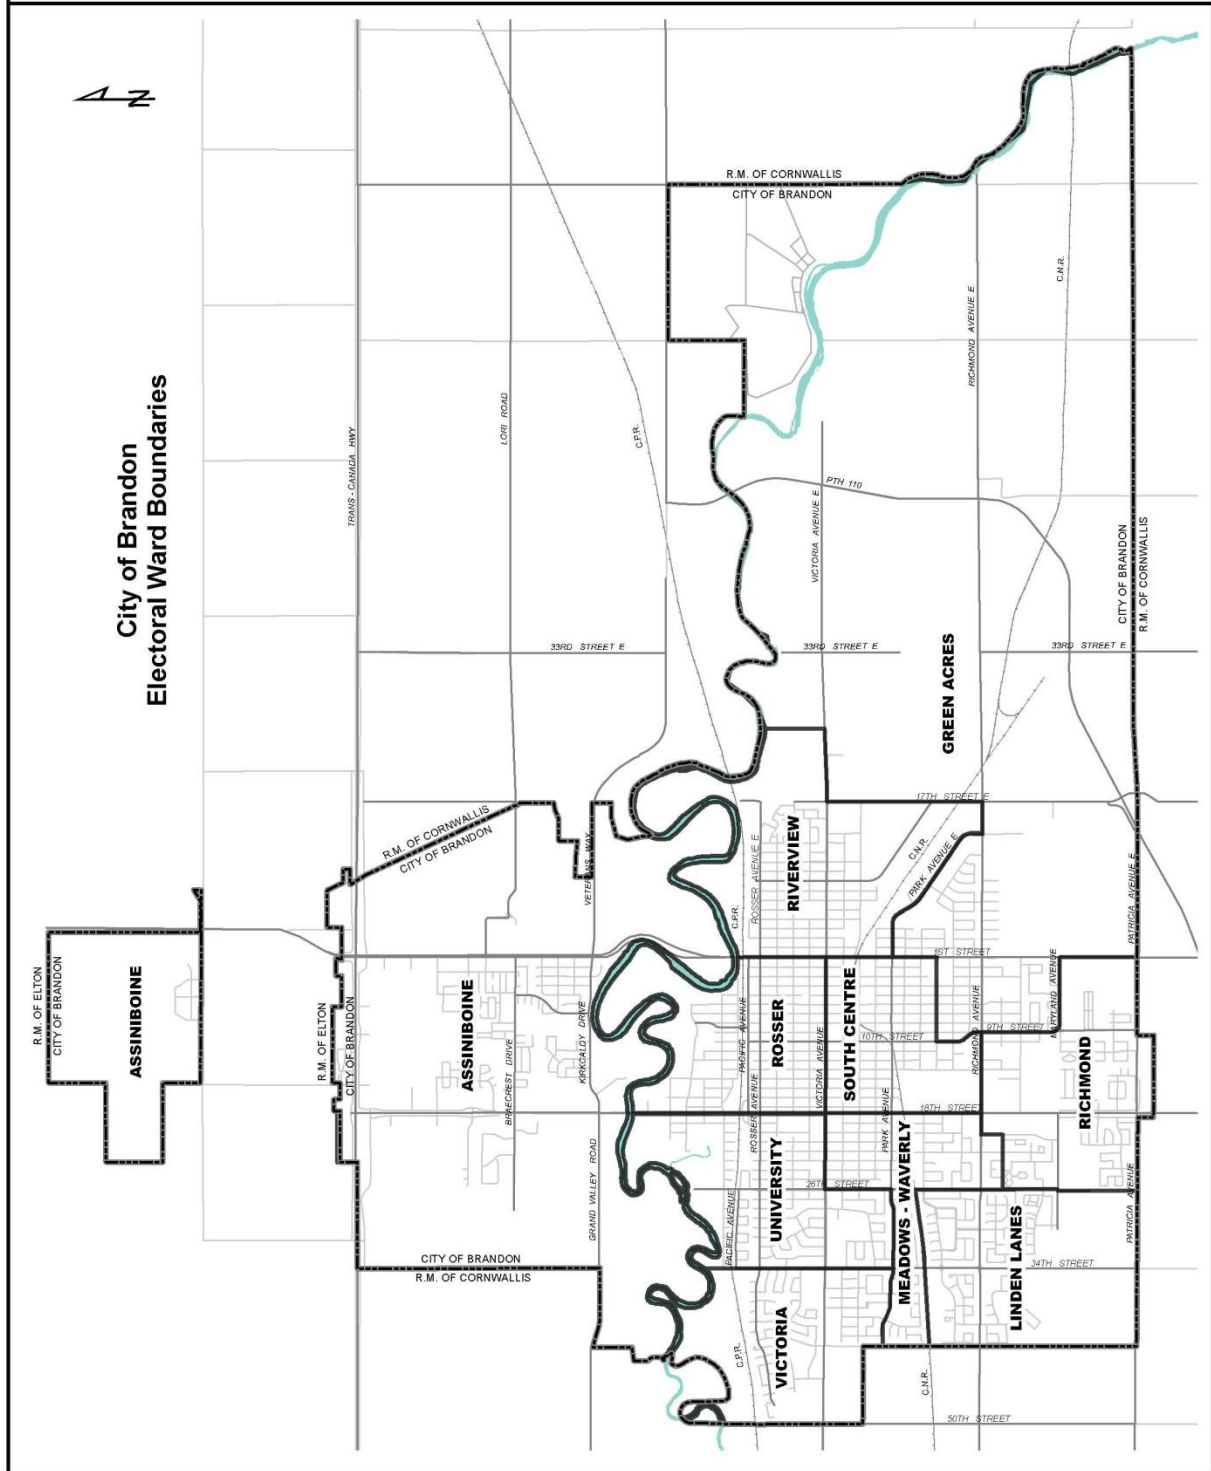 City of Brandon
Electoral Ward Boundaries
N
R.M. OF ELTON
CITY OF BRANDON
ASSINIBOINE
R.M. OF ELTON
CITY OF BRANDON
R.M. OF CORNWALLIS
CITY OF BRANDON
TRANS - CANADA HWY
ASSINIBOINE
BRAECREST DRIVE
LORI ROAD
KIRKCALDY DRIVE
VETERANS WAY
GRAND VALLEY ROAD
33RD STREET E
C.P.R.
CITY OF BRANDON
R.M. OF CORNWALLIS
R.M. OF CORNWALLIS
CITY OF BRANDON
PACIFIC AVENUE
PACIFIC AVENUE
C.P.R.
C.P.R.
ROSSER AVENUE
ROSSER AVENUE E
VICTORIA
UNIVERSITY
ROSSER
RIVERVIEW
26TH STREET
VICTORIA AVENUE
VICTORIA AVENUE E
33RD STREET E
PTH 110
SOUTH CENTRE
10TH STREET
PARK AVENUE
PARK AVENUE E
C.N.R.
17TH STREET E
MEADOWS - WAVERLY
18TH STREET
1ST STREET
GREEN ACRES
C.N.R.
50TH STREET
RICHMOND AVENUE
RICHMOND AVENUE E
9TH STREET
LINDEN LANES
34TH STREET
MARYLAND AVENUE
C.N.R.
33RD STREET E
RICHMOND
PATRICIA AVENUE
PATRICIA AVENUE E
CITY OF BRANDON
R.M. OF CORNWALLIS